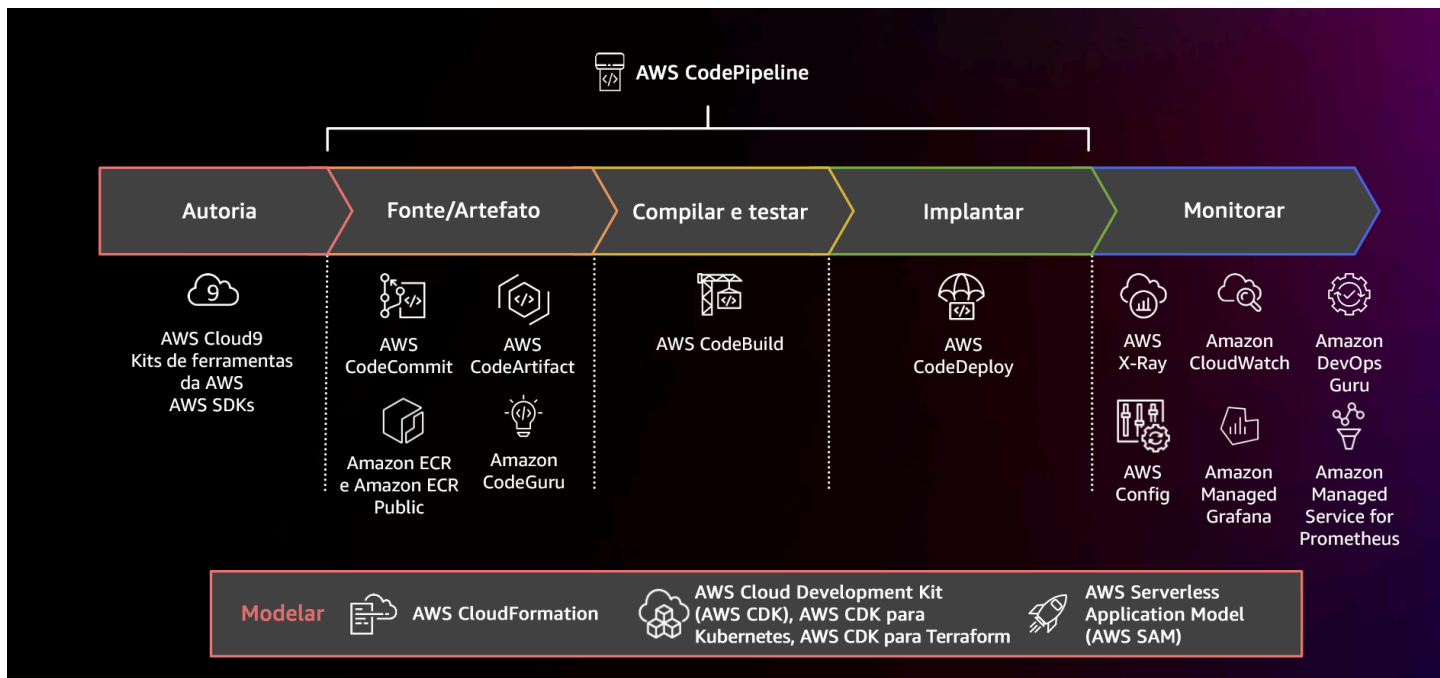 AWS CodePipeline
Autoria
Fonte/Artefato
Compilar e testar
Implantar
Monitorar
9
AWS Cloud9
Kits de ferramentas
da AWS
AWS SDKs
AWS
CodeCommit
AWS
CodeArtifact
Amazon ECR
e Amazon ECR
Public
Amazon
CodeGuru
AWS CodeBuild
AWS
CodeDeploy
AWS
X-Ray
Amazon
CloudWatch
Amazon
DevOps
Guru
AWS
Config
Amazon
Managed
Grafana
Amazon
Managed
Service for
Prometheus
Modelar
AWS CloudFormation
AWS Cloud Development Kit
(AWS CDK), AWS CDK para
Kubernetes, AWS CDK para Terraform
AWS Serverless
Application Model
(AWS SAM)